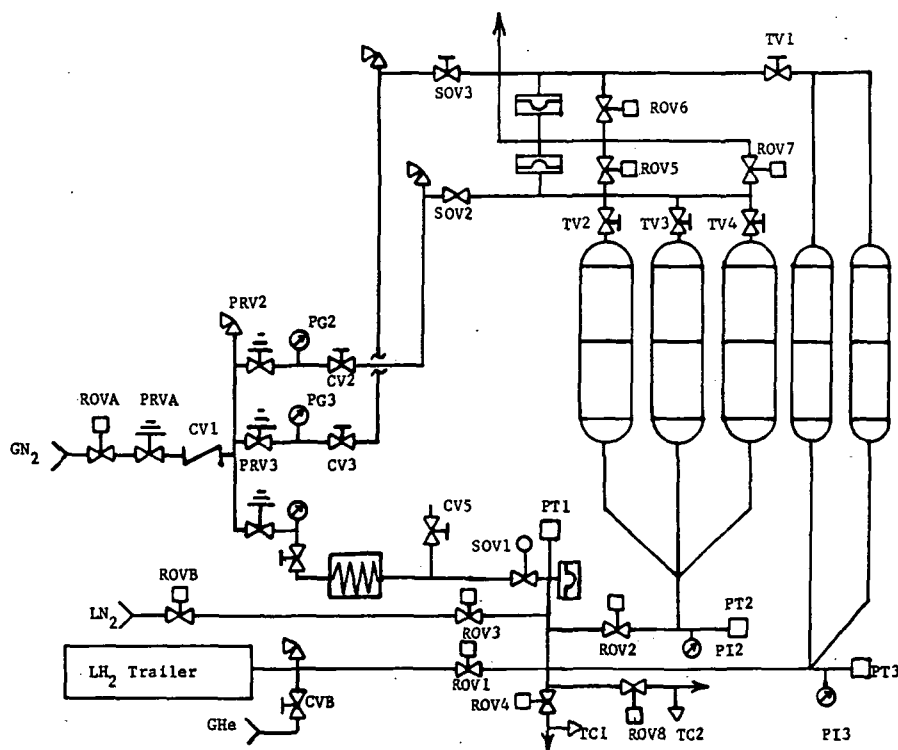 TV1
SOV3
ROV6
ROV7
ROV5
SOV2
TV2
TV3
TV4
PRV2
PG2
CV2
ROVA
PRVA
CV1
PG3
GN2
PRV3
CV3
CV5
PT1
SOV1
ROVB
LN2
ROV3
ROV2
PT2
PI2
LH2 Trailer
ROV1
PT3
CVB
ROV4
GHe
TC1
ROV8
TC2
PI3